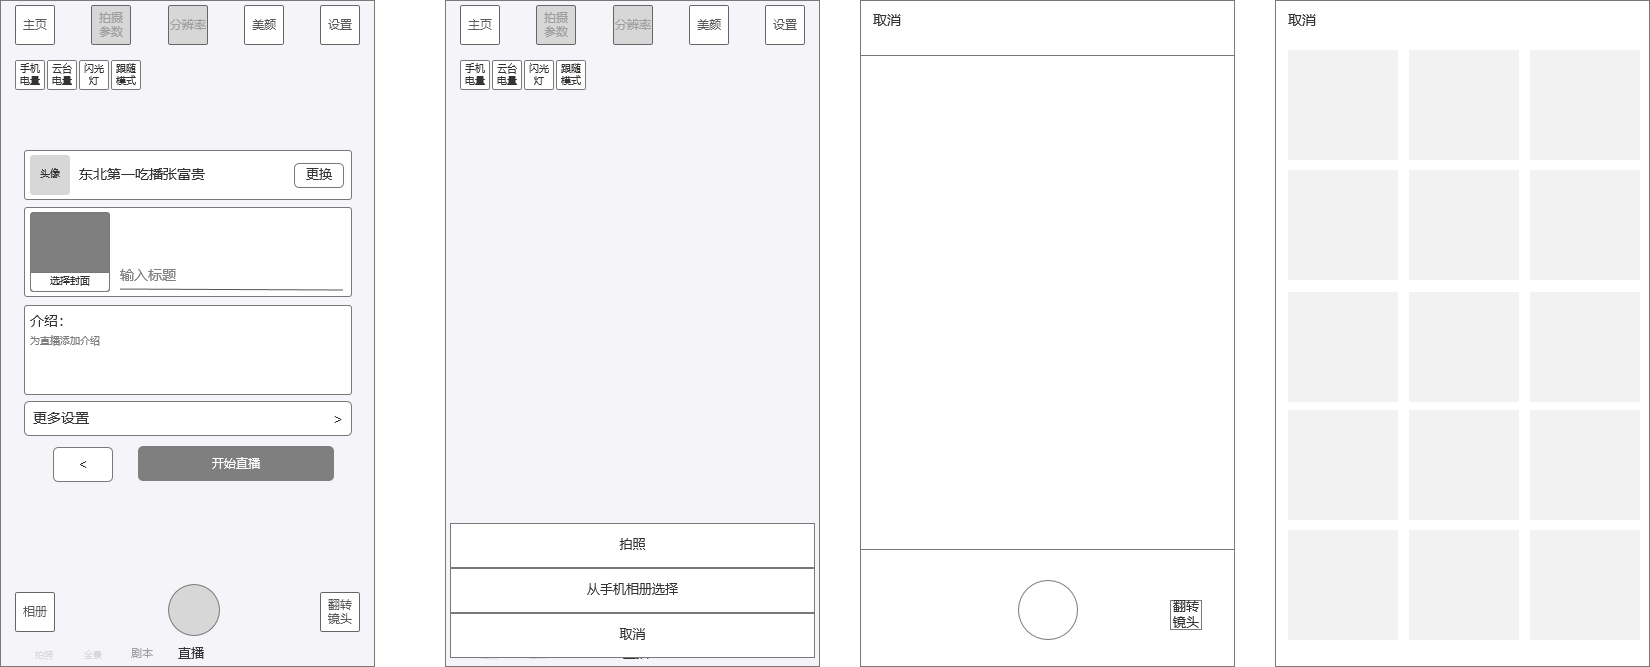 主页
拍摄
参数
分辨率
美颜
设置
手机
电量
云台
电量
闪光
灯
跟随
模式
头像
东北第一吃播张富贵
更换
选择封面
输入标题
介绍:
为直播添加介绍
更多设置
>
<
开始直播
相册
翻转
镜头
拍照
全景
剧本
直播
主页
拍摄
参数
分辨率
美颜
设置
手机
电量
云台
电量
闪光
灯
跟随
模式
拍照
从手机相册选择
取消
取消
翻转
镜头
取消